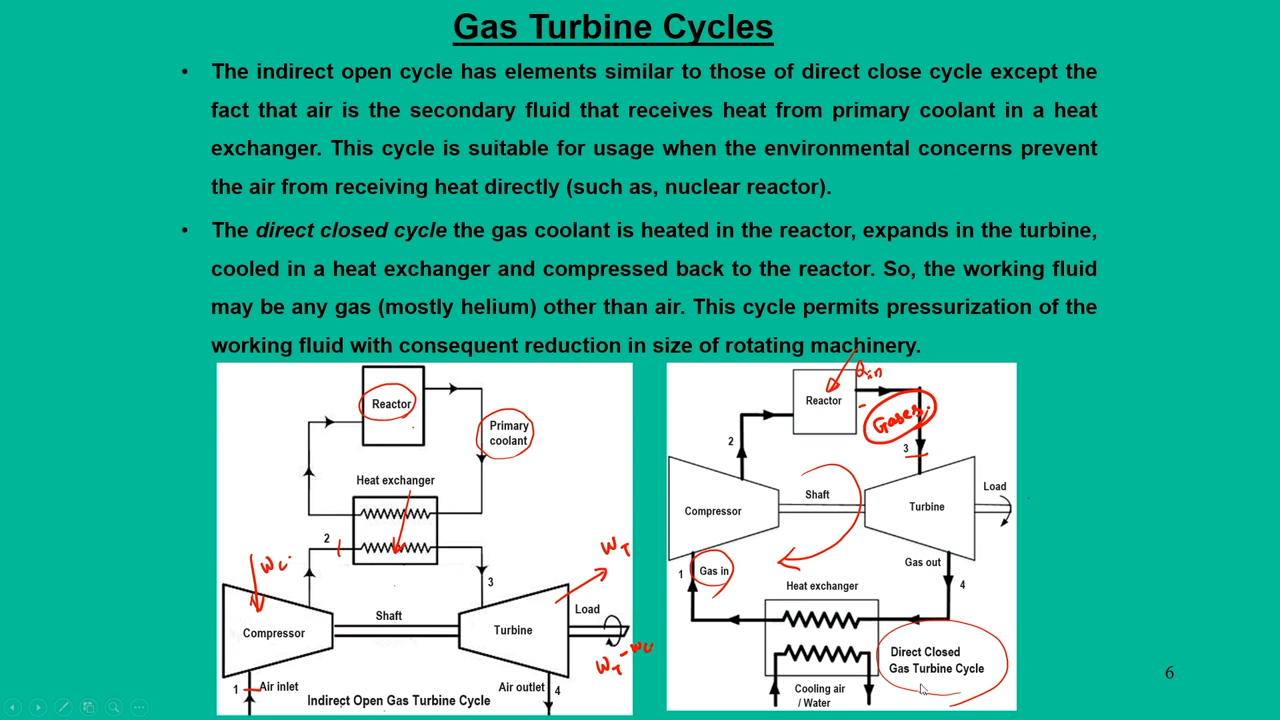 Gas Turbine Cycles
• The indirect open cycle has elements similar to those of direct close cycle except the
fact that air is the secondary fluid that receives heat from primary coolant in a heat
exchanger. This cycle is suitable for usage when the environmental concerns prevent
the air from receiving heat directly (such as, nuclear reactor).
• The direct closed cycle the gas coolant is heated in the reactor, expands in the turbine,
cooled in a heat exchanger and compressed back to the reactor. So, the working fluid
may be any gas (mostly helium) other than air. This cycle permits pressurization of the
working fluid with consequent reduction in size of rotating machinery.
Reactor
Primary
coolant
Heat exchanger
2
Wc
3
WT
Compressor
Shaft
Turbine
Load
WT-Wc
1
Air inlet
Air outlet
4
Indirect Open Gas Turbine Cycle
Qin
Reactor
Gases.
2
3
Compressor
Shaft
Turbine
Load
1
Gas in
Gas out
4
Heat exchanger
Direct Closed
Gas Turbine Cycle
Cooling air
/ Water
6